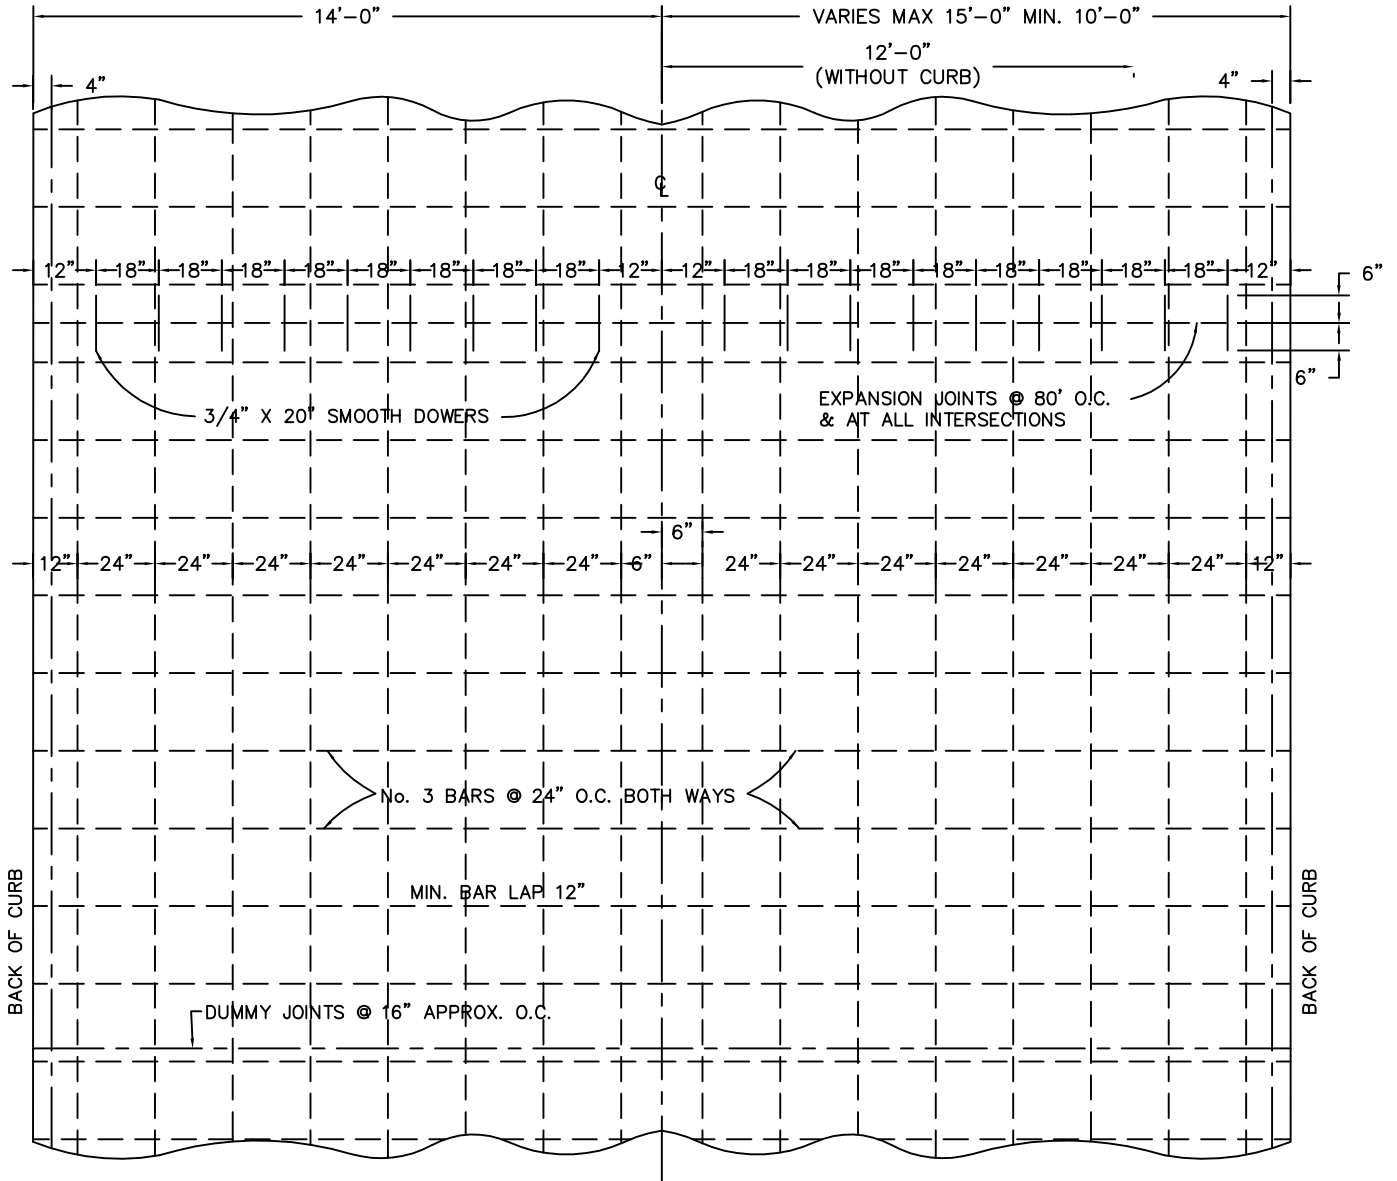 14'-0"
VARIES MAX 15'-0" MIN. 10'-0"
12'-0"
(WITHOUT CURB)
4"
4"
℄
12" 18" 18" 18" 18" 18" 18" 18" 18" 12" 12" 18" 18" 18" 18" 18" 18" 18" 18" 12"
6"
6"
3/4" X 20" SMOOTH DOWERS
EXPANSION JOINTS @ 80' O.C.
& AT ALL INTERSECTIONS
6"
12" 24" 24" 24" 24" 24" 24" 24" 6" 24" 24" 24" 24" 24" 24" 12"
No. 3 BARS @ 24" O.C. BOTH WAYS
MIN. BAR LAP 12"
BACK OF CURB
BACK OF CURB
DUMMY JOINTS @ 16" APPROX. O.C.